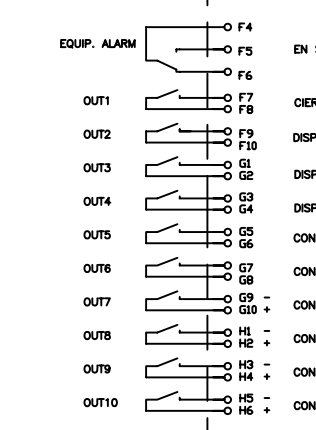 F4
EQUIP. ALARM
F5
EN
F6
OUT1
F7
F8
CIER
OUT2
F9
F10
DISP
OUT3
G1
G2
DISP
OUT4
G3
G4
DISP
OUT5
G5
G6
CON
OUT6
G7
G8
CON
OUT7
G9 -
G10 +
CON
OUT8
H1 -
H2 +
CON
OUT9
H3 -
H4 +
CON
OUT10
H5 -
H6 +
CON